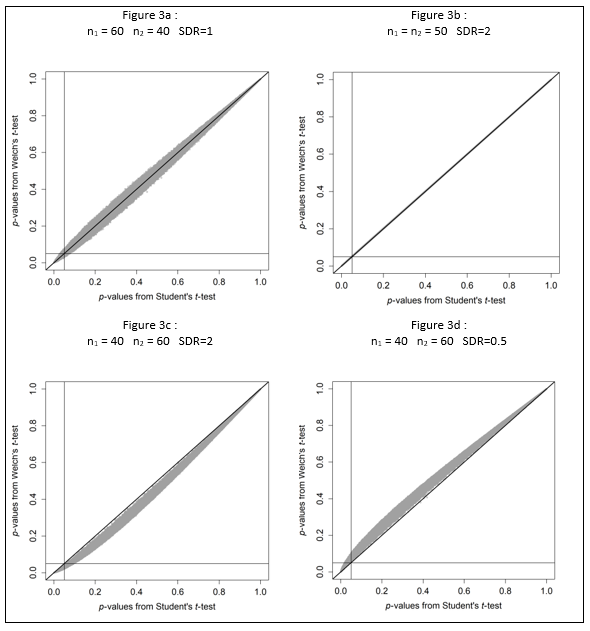 Figure 3a :
n₁ = 60 n₂ = 40 SDR=1
1.0
0.8
0.6
0.4
0.2
0.0
p-values from Welch's t-test
0.0 0.2 0.4 0.6 0.8 1.0
p-values from Student's t-test
Figure 3b :
n₁ = n₂ = 50 SDR=2
1.0
0.8
0.6
0.4
0.2
0.0
p-values from Welch's t-test
0.0 0.2 0.4 0.6 0.8 1.0
p-values from Student's t-test
Figure 3c :
n₁ = 40 n₂ = 60 SDR=2
1.0
0.8
0.6
0.4
0.2
0.0
p-values from Welch's t-test
0.0 0.2 0.4 0.6 0.8 1.0
p-values from Student's t-test
Figure 3d :
n₁ = 40 n₂ = 60 SDR=0.5
1.0
0.8
0.6
0.4
0.2
0.0
p-values from Welch's t-test
0.0 0.2 0.4 0.6 0.8 1.0
p-values from Student's t-test